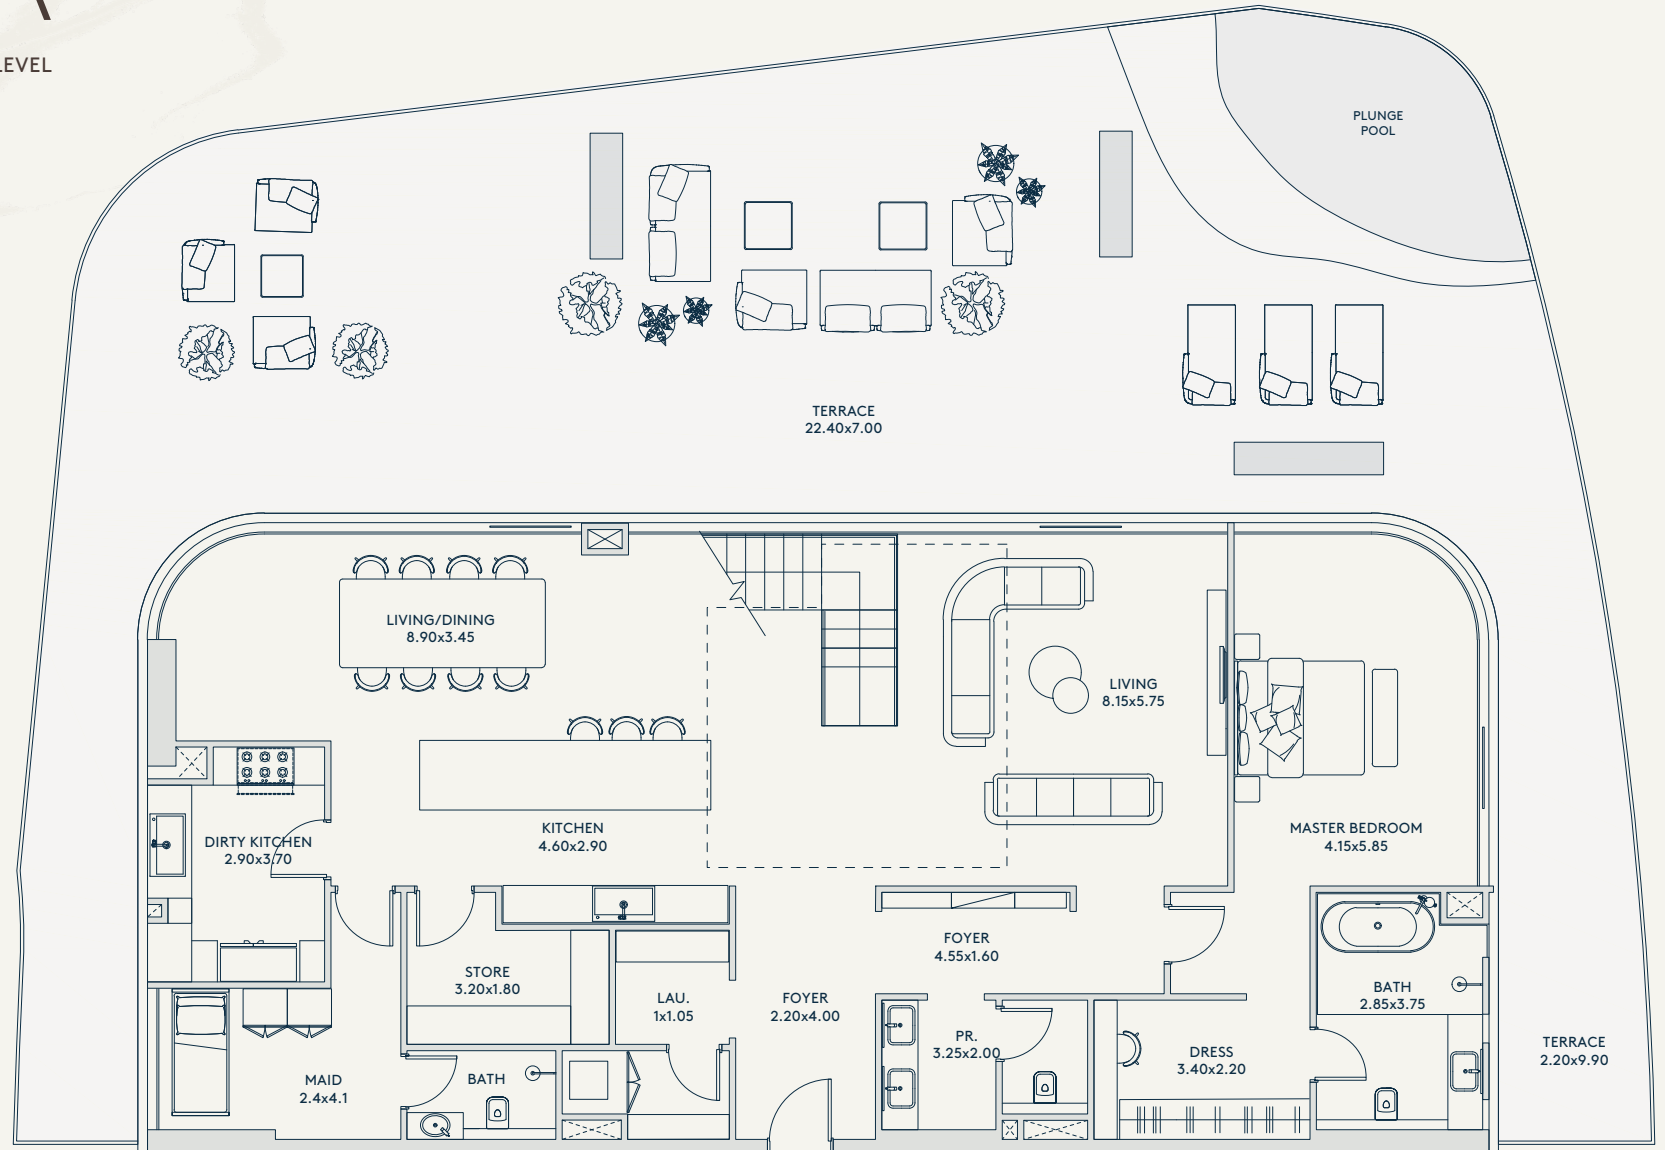 LEVEL
PLUNGE
POOL
TERRACE
22.40x7.00
LIVING/DINING
8.90x3.45
LIVING
8.15x5.75
KITCHEN
4.60x2.90
DIRTY KITCHEN
2.90x3.70
MASTER BEDROOM
4.15x5.85
FOYER
4.55x1.60
STORE
3.20x1.80
LAU.
1x1.05
FOYER
2.20x4.00
BATH
2.85x3.75
PR.
3.25x2.00
DRESS
3.40x2.20
TERRACE
2.20x9.90
MAID
2.4x4.1
BATH